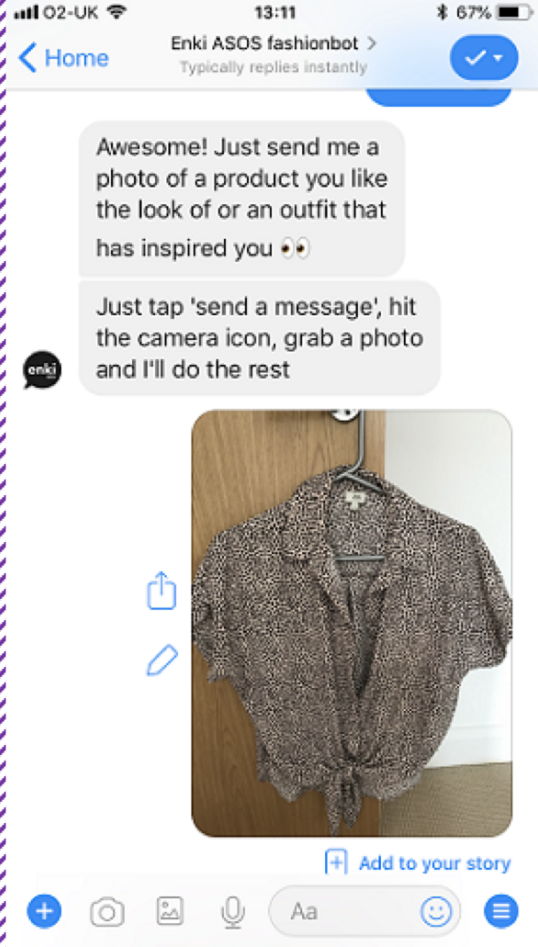 O2-UK 13:11 67%
Home
Enki ASOS fashionbot
Typically replies instantly
Awesome! Just send me a
photo of a product you like
the look of or an outfit that
has inspired you 👀
Just tap 'send a message', hit
the camera icon, grab a photo
and I'll do the rest
enki
Add to your story
Aa